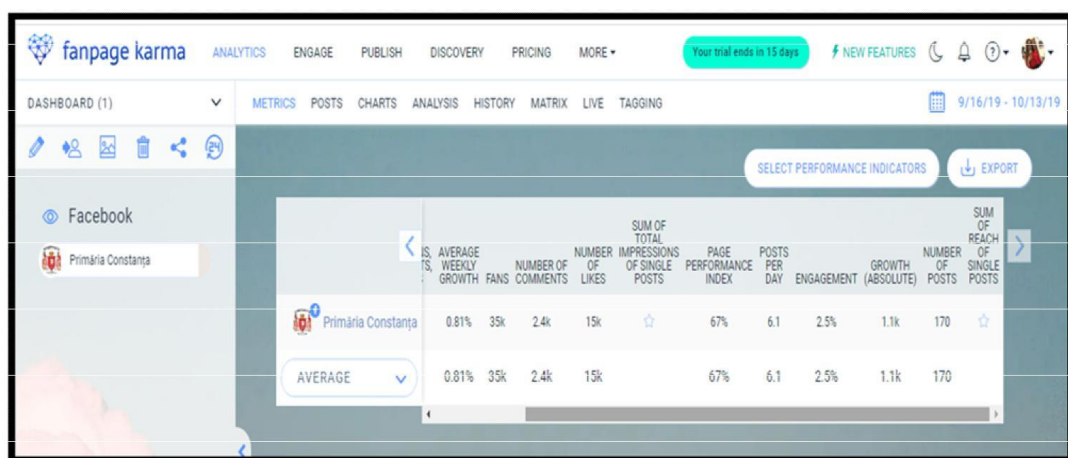 fanpage karma ANALYTICS ENGAGE PUBLISH DISCOVERY PRICING MORE Your trial ends in 15 days NEW FEATURES
DASHBOARD (1) METRICS POSTS CHARTS ANALYSIS HISTORY MATRIX LIVE TAGGING 9/16/19 - 10/13/19
24
SELECT PERFORMANCE INDICATORS EXPORT
Facebook
Primăria Constanța
AVERAGE WEEKLY GROWTH
FANS
NUMBER OF COMMENTS
NUMBER OF LIKES
SUM OF TOTAL IMPRESSIONS OF SINGLE POSTS
PAGE PERFORMANCE INDEX
POSTS PER DAY
ENGAGEMENT
GROWTH (ABSOLUTE)
NUMBER OF POSTS
SUM OF REACH OF SINGLE POSTS
Primăria Constanța 0.81% 35k 2.4k 15k 67% 6.1 2.5% 1.1k 170
AVERAGE 0.81% 35k 2.4k 15k 67% 6.1 2.5% 1.1k 170